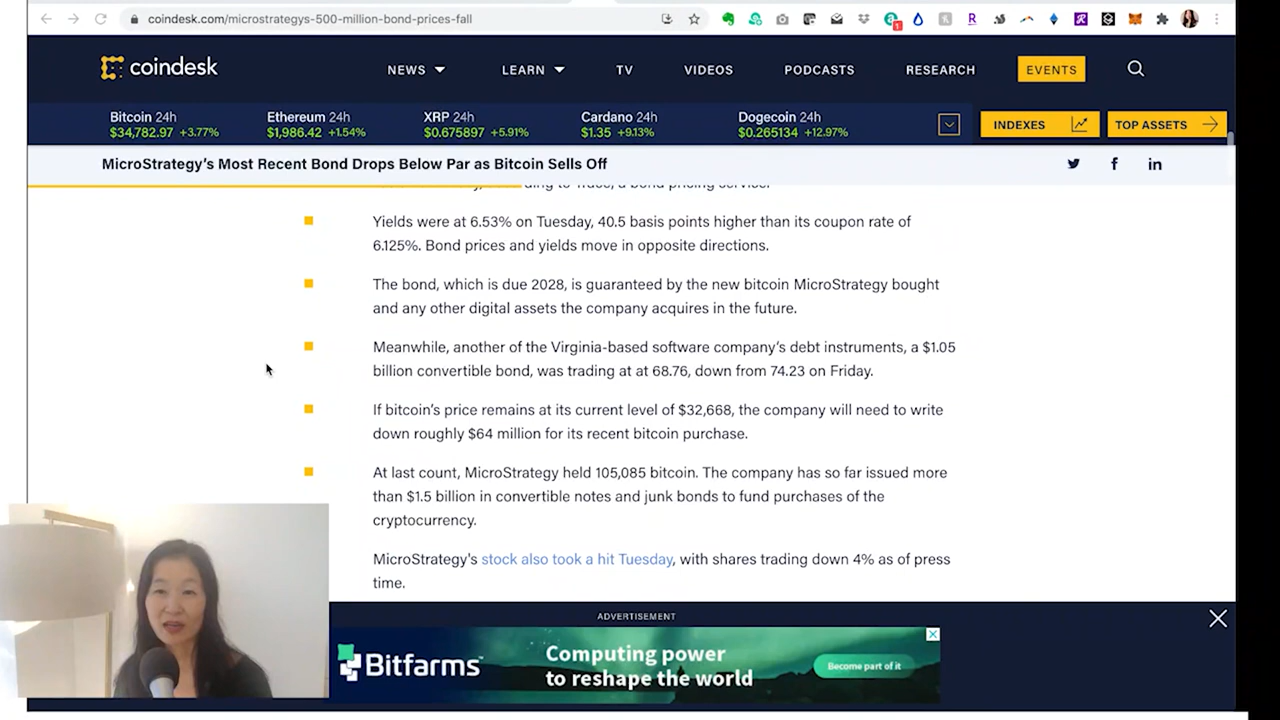 coindesk.com/microstrategys-500-million-bond-prices-fall
1
coindesk
NEWS
LEARN
TV
VIDEOS
PODCASTS
RESEARCH
EVENTS
Bitcoin 24h
$34,782.97 +3.77%
Ethereum 24h
$1,986.42 +1.54%
XRP 24h
$0.675897 +5.91%
Cardano 24h
$1.35 +9.13%
Dogecoin 24h
$0.265134 +12.97%
INDEXES
TOP ASSETS
MicroStrategy's Most Recent Bond Drops Below Par as Bitcoin Sells Off
to Trace, a bond pricing service.
Yields were at 6.53% on Tuesday, 40.5 basis points higher than its coupon rate of
6.125%. Bond prices and yields move in opposite directions.
The bond, which is due 2028, is guaranteed by the new bitcoin MicroStrategy bought
and any other digital assets the company acquires in the future.
Meanwhile, another of the Virginia-based software company's debt instruments, a $1.05
billion convertible bond, was trading at at 68.76, down from 74.23 on Friday.
If bitcoin's price remains at its current level of $32,668, the company will need to write
down roughly $64 million for its recent bitcoin purchase.
At last count, MicroStrategy held 105,085 bitcoin. The company has so far issued more
than $1.5 billion in convertible notes and junk bonds to fund purchases of the
cryptocurrency.
MicroStrategy's stock also took a hit Tuesday, with shares trading down 4% as of press
time.
ADVERTISEMENT
Bitfarms
Computing power
to reshape the world
Become part of it